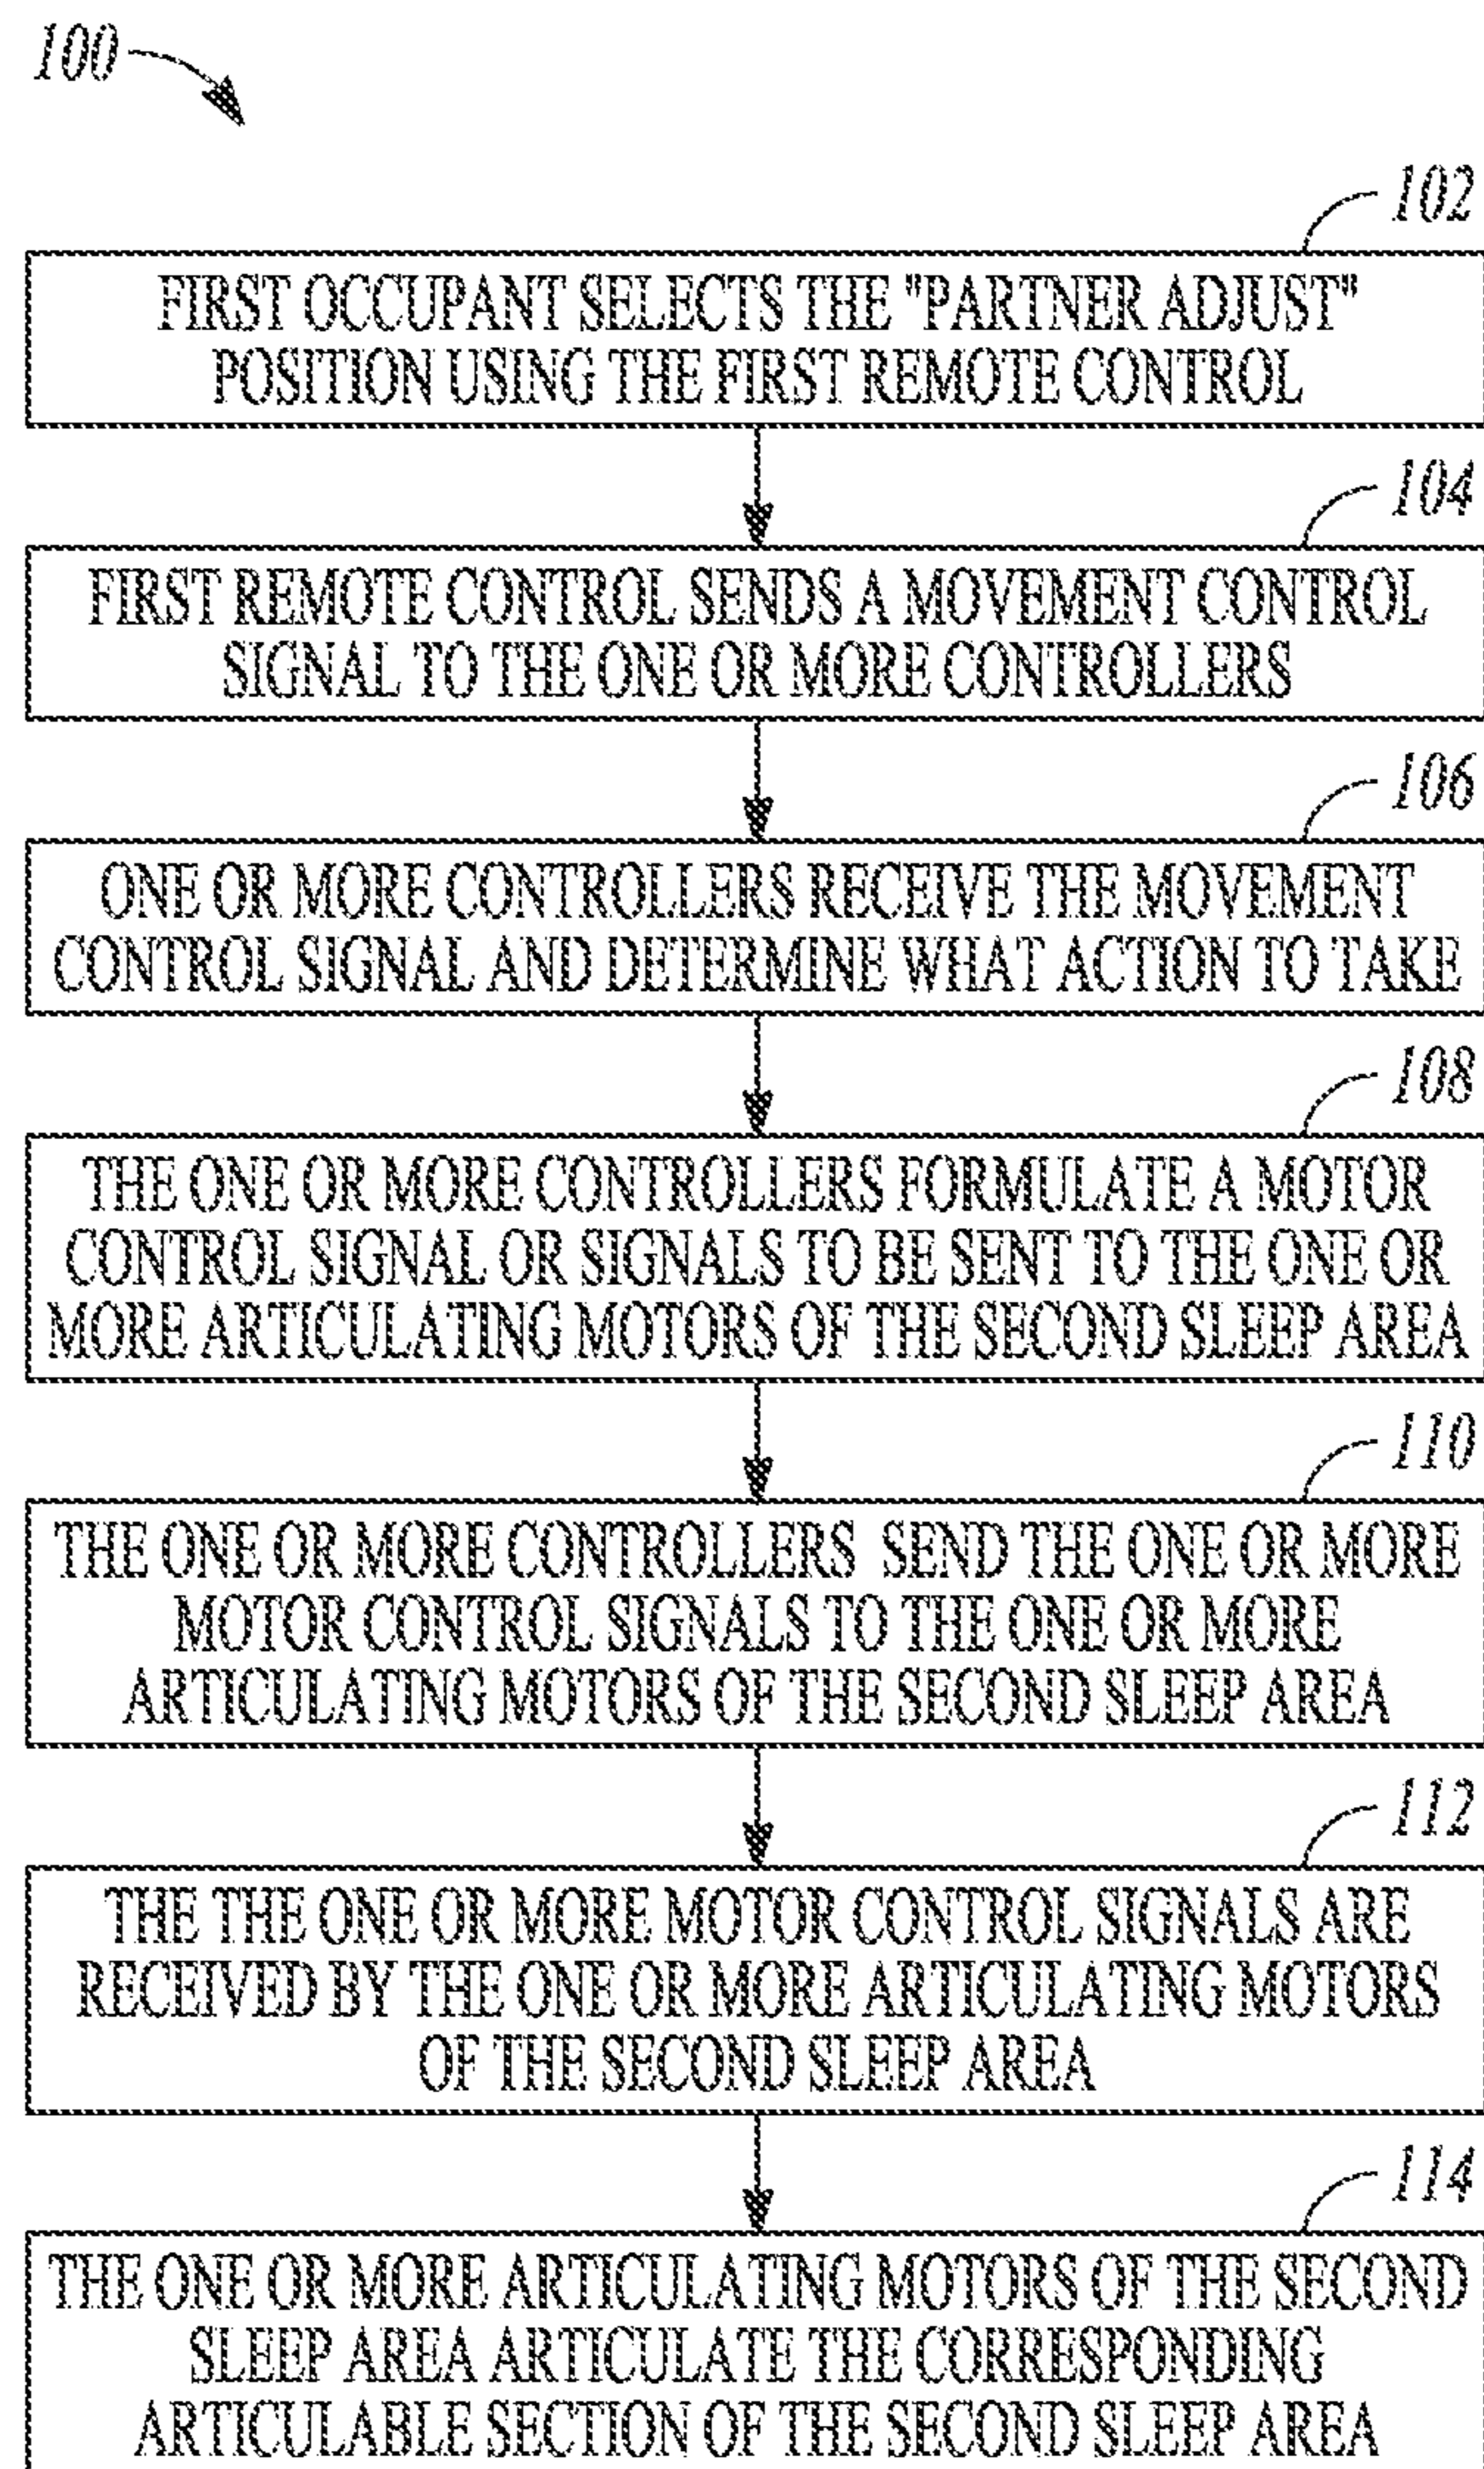 100
102
FIRST OCCUPANT SELECTS THE "PARTNER ADJUST"
POSITION USING THE FIRST REMOTE CONTROL
104
FIRST REMOTE CONTROL SENDS A MOVEMENT CONTROL
SIGNAL TO THE ONE OR MORE CONTROLLERS
106
ONE OR MORE CONTROLLERS RECEIVE THE MOVEMENT
CONTROL SIGNAL AND DETERMINE WHAT ACTION TO TAKE
108
THE ONE OR MORE CONTROLLERS FORMULATE A MOTOR
CONTROL SIGNAL OR SIGNALS TO BE SENT TO THE ONE OR
MORE ARTICULATING MOTORS OF THE SECOND SLEEP AREA
110
THE ONE OR MORE CONTROLLERS SEND THE ONE OR MORE
MOTOR CONTROL SIGNALS TO THE ONE OR MORE
ARTICULATING MOTORS OF THE SECOND SLEEP AREA
112
THE THE ONE OR MORE MOTOR CONTROL SIGNALS ARE
RECEIVED BY THE ONE OR MORE ARTICULATING MOTORS
OF THE SECOND SLEEP AREA
114
THE ONE OR MORE ARTICULATING MOTORS OF THE SECOND
SLEEP AREA ARTICULATE THE CORRESPONDING
ARTICULABLE SECTION OF THE SECOND SLEEP AREA